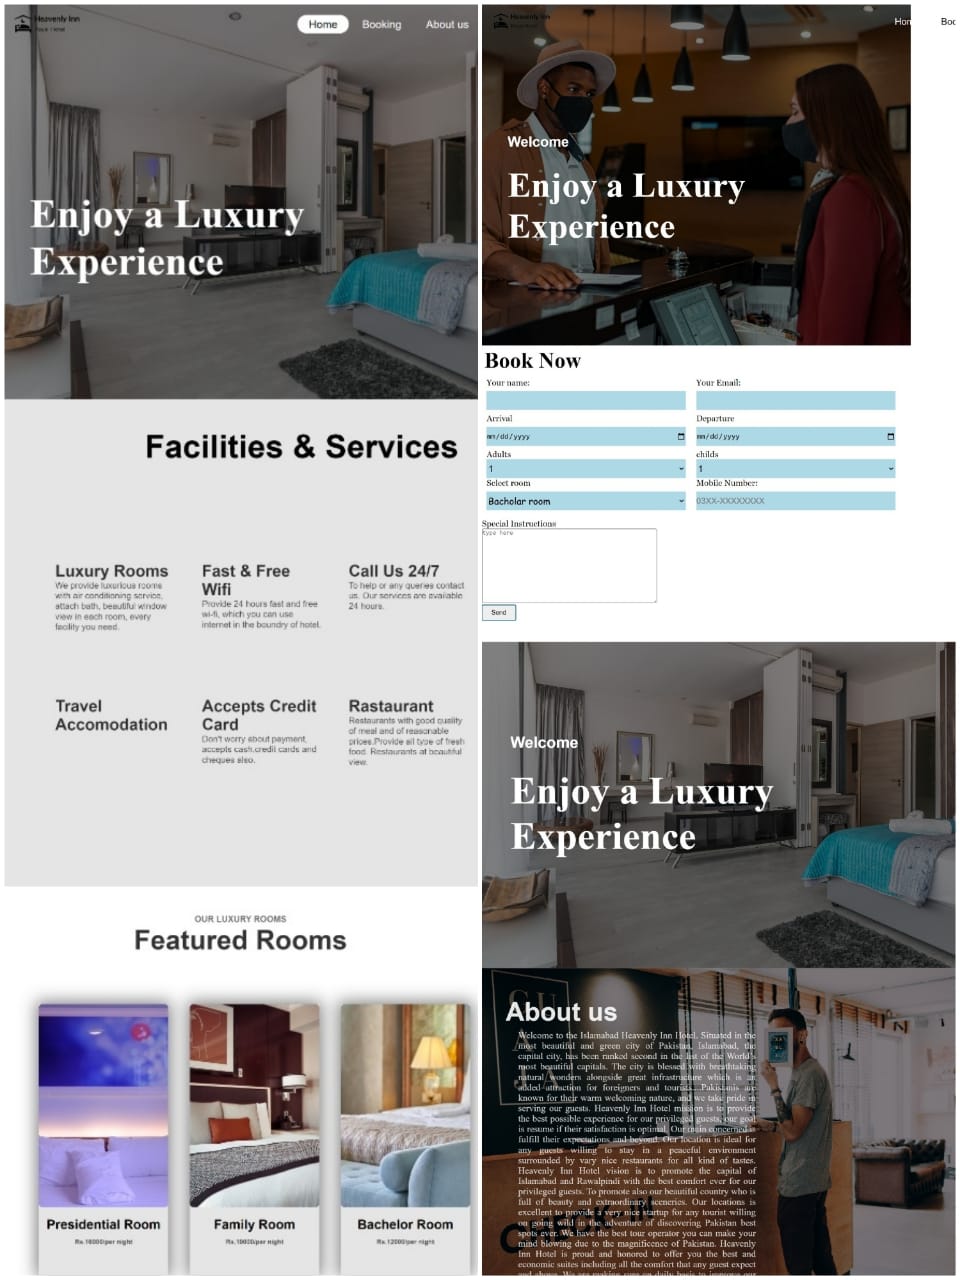 Heavenly Inn
Your Hotel
Home
Booking
About us
Enjoy a Luxury
Experience
Facilities & Services
Luxury Rooms
We provide luxurious rooms
with air conditioning service,
attach bath, beautiful window
view in each room, every
facility you need.
Fast & Free
Wifi
Provide 24 hours fast and free
wi-fi, which you can use
internet in the boundry of hotel.
Call Us 24/7
To help or any queries contact
us. Our services are available
24 hours.
Travel
Accomodation
Accepts Credit
Card
Don't worry about payment,
accepts cash,credit cards and
cheques also.
Rastaurant
Restaurants with good quality
of meal and of reasonable
prices.Provide all type of fresh
food. Restaurants at beautiful
view.
OUR LUXURY ROOMS
Featured Rooms
Presidential Room
Family Room
Rs.19000/per night
Bachelor Room
Rs.12000/per night
Heavenly Inn
Hom
Boo
Welcome
Enjoy a Luxury
Experience
Book Now
Your name:
Your Email:
Arrival
Departure
mm/dd/yyyy
mm/dd/yyyy
Adults
childs
1
1
Select room
Mobile Number:
Bacholar room
03XX-XXXXXXXX
Special Instructions
type here
Send
Welcome
Enjoy a Luxury
Experience
About us
Welcome to the Islamabad Heavenly Inn Hotel. Situated in the
most beautiful and green city of Pakistan, Islamabad, the
capital city, has been ranked second in the list of the World's
most beautiful capitals. The city is blessed with breathtaking
natural wonders alongside great infrastructure which is an
added attraction for foreigners and tourists. Pakistanis are
known for their warm welcoming nature, and we take pride in
serving our guests. Heavenly Inn Hotel mission is to provide
the best possible experience for our privileged guests, our goal
is resume if their satisfaction is optimal. Our main concerned is
fulfill their expectations and beyond. Our location is ideal for
any guests willing to stay in a peaceful environment
surrounded by vary nice restaurants for all kind of tastes.
Heavenly Inn Hotel vision is to promote the capital of
Islamabad and Rawalpindi with the best comfort ever for our
privileged guests. To promote also our beautiful country who is
full of beauty and extraordinary sceneries. Our locations is
excellent to provide a very nice startup for any tourist willing
on going wild in the adventure of discovering Pakistan best
spots ever. We have the best tour operator you can make your
mind blowing due to the magnificence of Pakistan. Heavenly
Inn Hotel is proud and honored to offer you the best and
economic suites including all the comfort that any guest expect
and above. We are making sure on daily basis to improve our